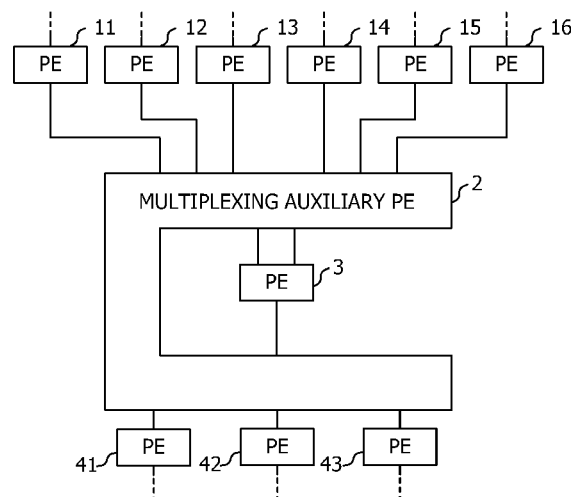 11 12 13 14 15 16
PE PE PE PE PE PE
MULTIPLEXING AUXILIARY PE 2
PE 3
PE PE PE
41 42 43